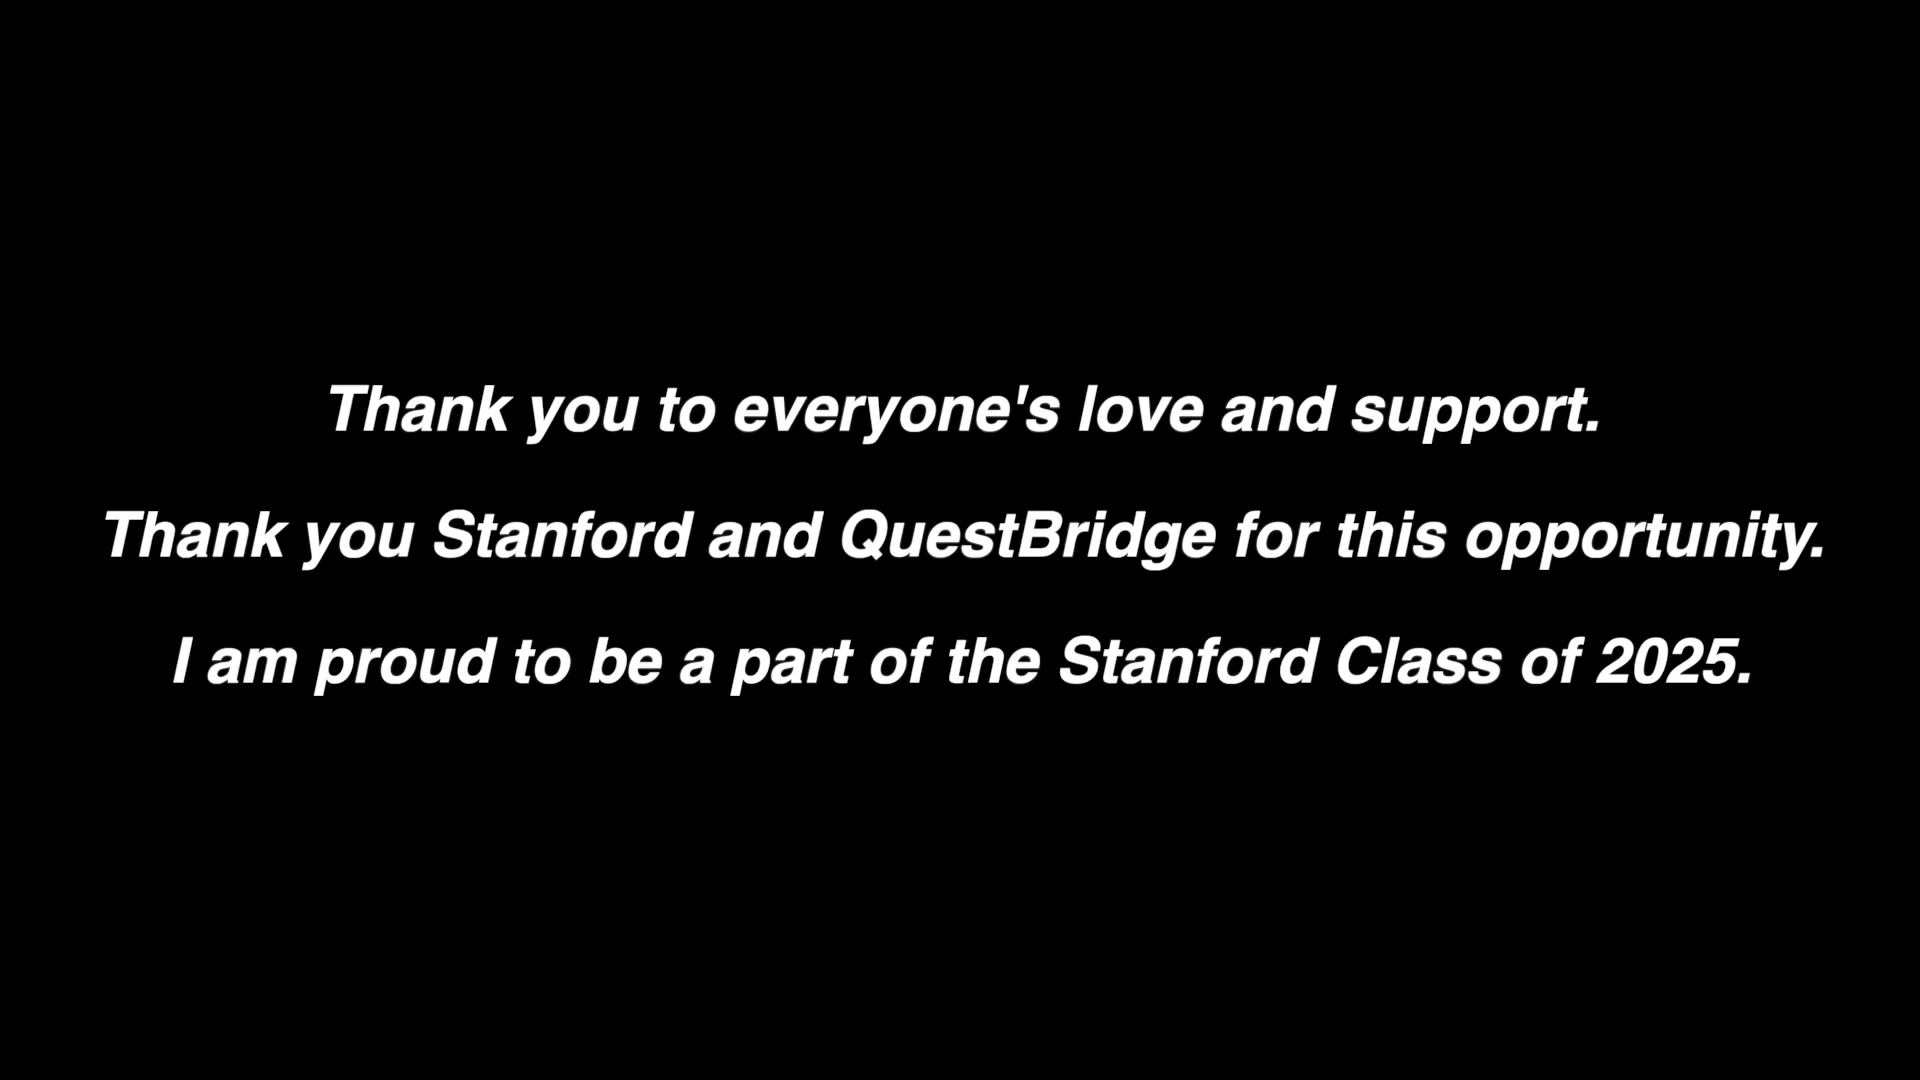 Thank you to everyone's love and support.
Thank you Stanford and QuestBridge for this opportunity.
I am proud to be a part of the Stanford Class of 2025.